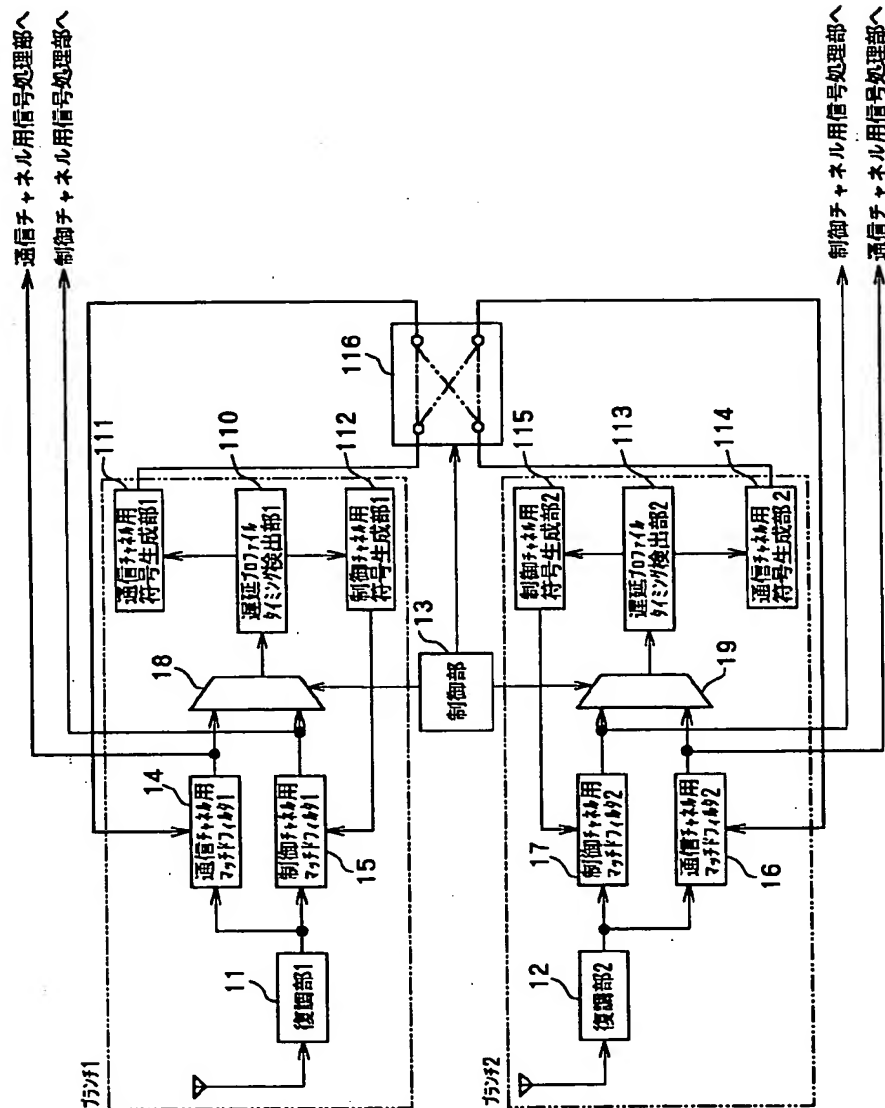 通信チャネル用信号処理部へ
制御チャネル用信号処理部へ
ブランチ1
11
復調部1
14
通信チャネル用
マッチドフィルタ1
制御チャネル用
マッチドフィルタ1
15
18
111
通信チャネル用
符号生成部1
110
遅延プロファイル
タイミング検出部1
112
制御チャネル用
符号生成部1
116
13
制御部
ブランチ2
12
復調部2
17
制御チャネル用
マッチドフィルタ2
通信チャネル用
マッチドフィルタ2
16
19
115
制御チャネル用
符号生成部2
113
遅延プロファイル
タイミング検出部2
114
通信チャネル用
符号生成部2
制御チャネル用信号処理部へ
通信チャネル用信号処理部へ